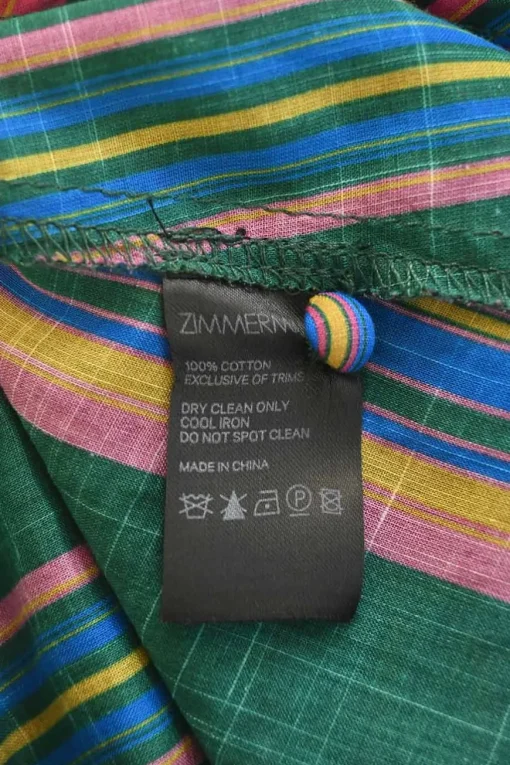 ZIMMERM
100% COTTON
EXCLUSIVE OF TRIMS
DRY CLEAN ONLY
COOL IRON
DO NOT SPOT CLEAN
MADE IN CHINA
P